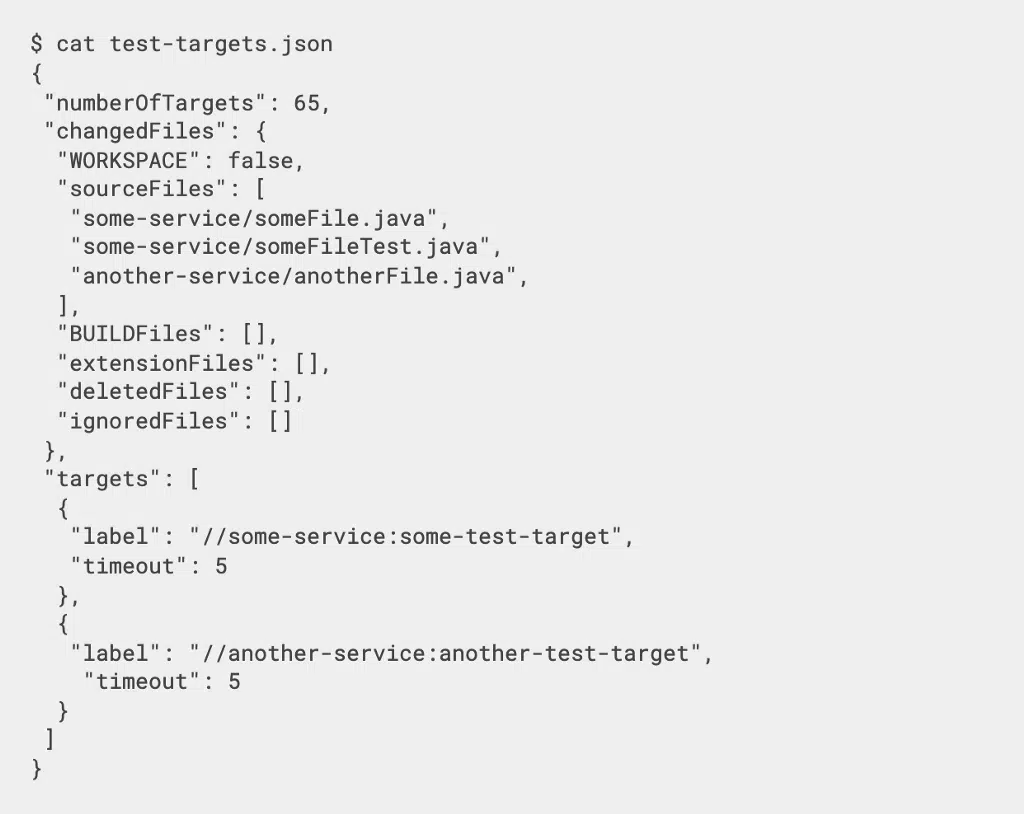 $ cat test-targets.json
{
 "numberOfTargets": 65,
 "changedFiles": {
  "WORKSPACE": false,
  "sourceFiles": [
   "some-service/someFile.java",
   "some-service/someFileTest.java",
   "another-service/anotherFile.java",
  ],
  "BUILDFiles": [],
  "extensionFiles": [],
  "deletedFiles": [],
  "ignoredFiles": []
 },
 "targets": [
  {
   "label": "//some-service:some-test-target",
   "timeout": 5
  },
  {
   "label": "//another-service:another-test-target",
    "timeout": 5
  }
 ]
}